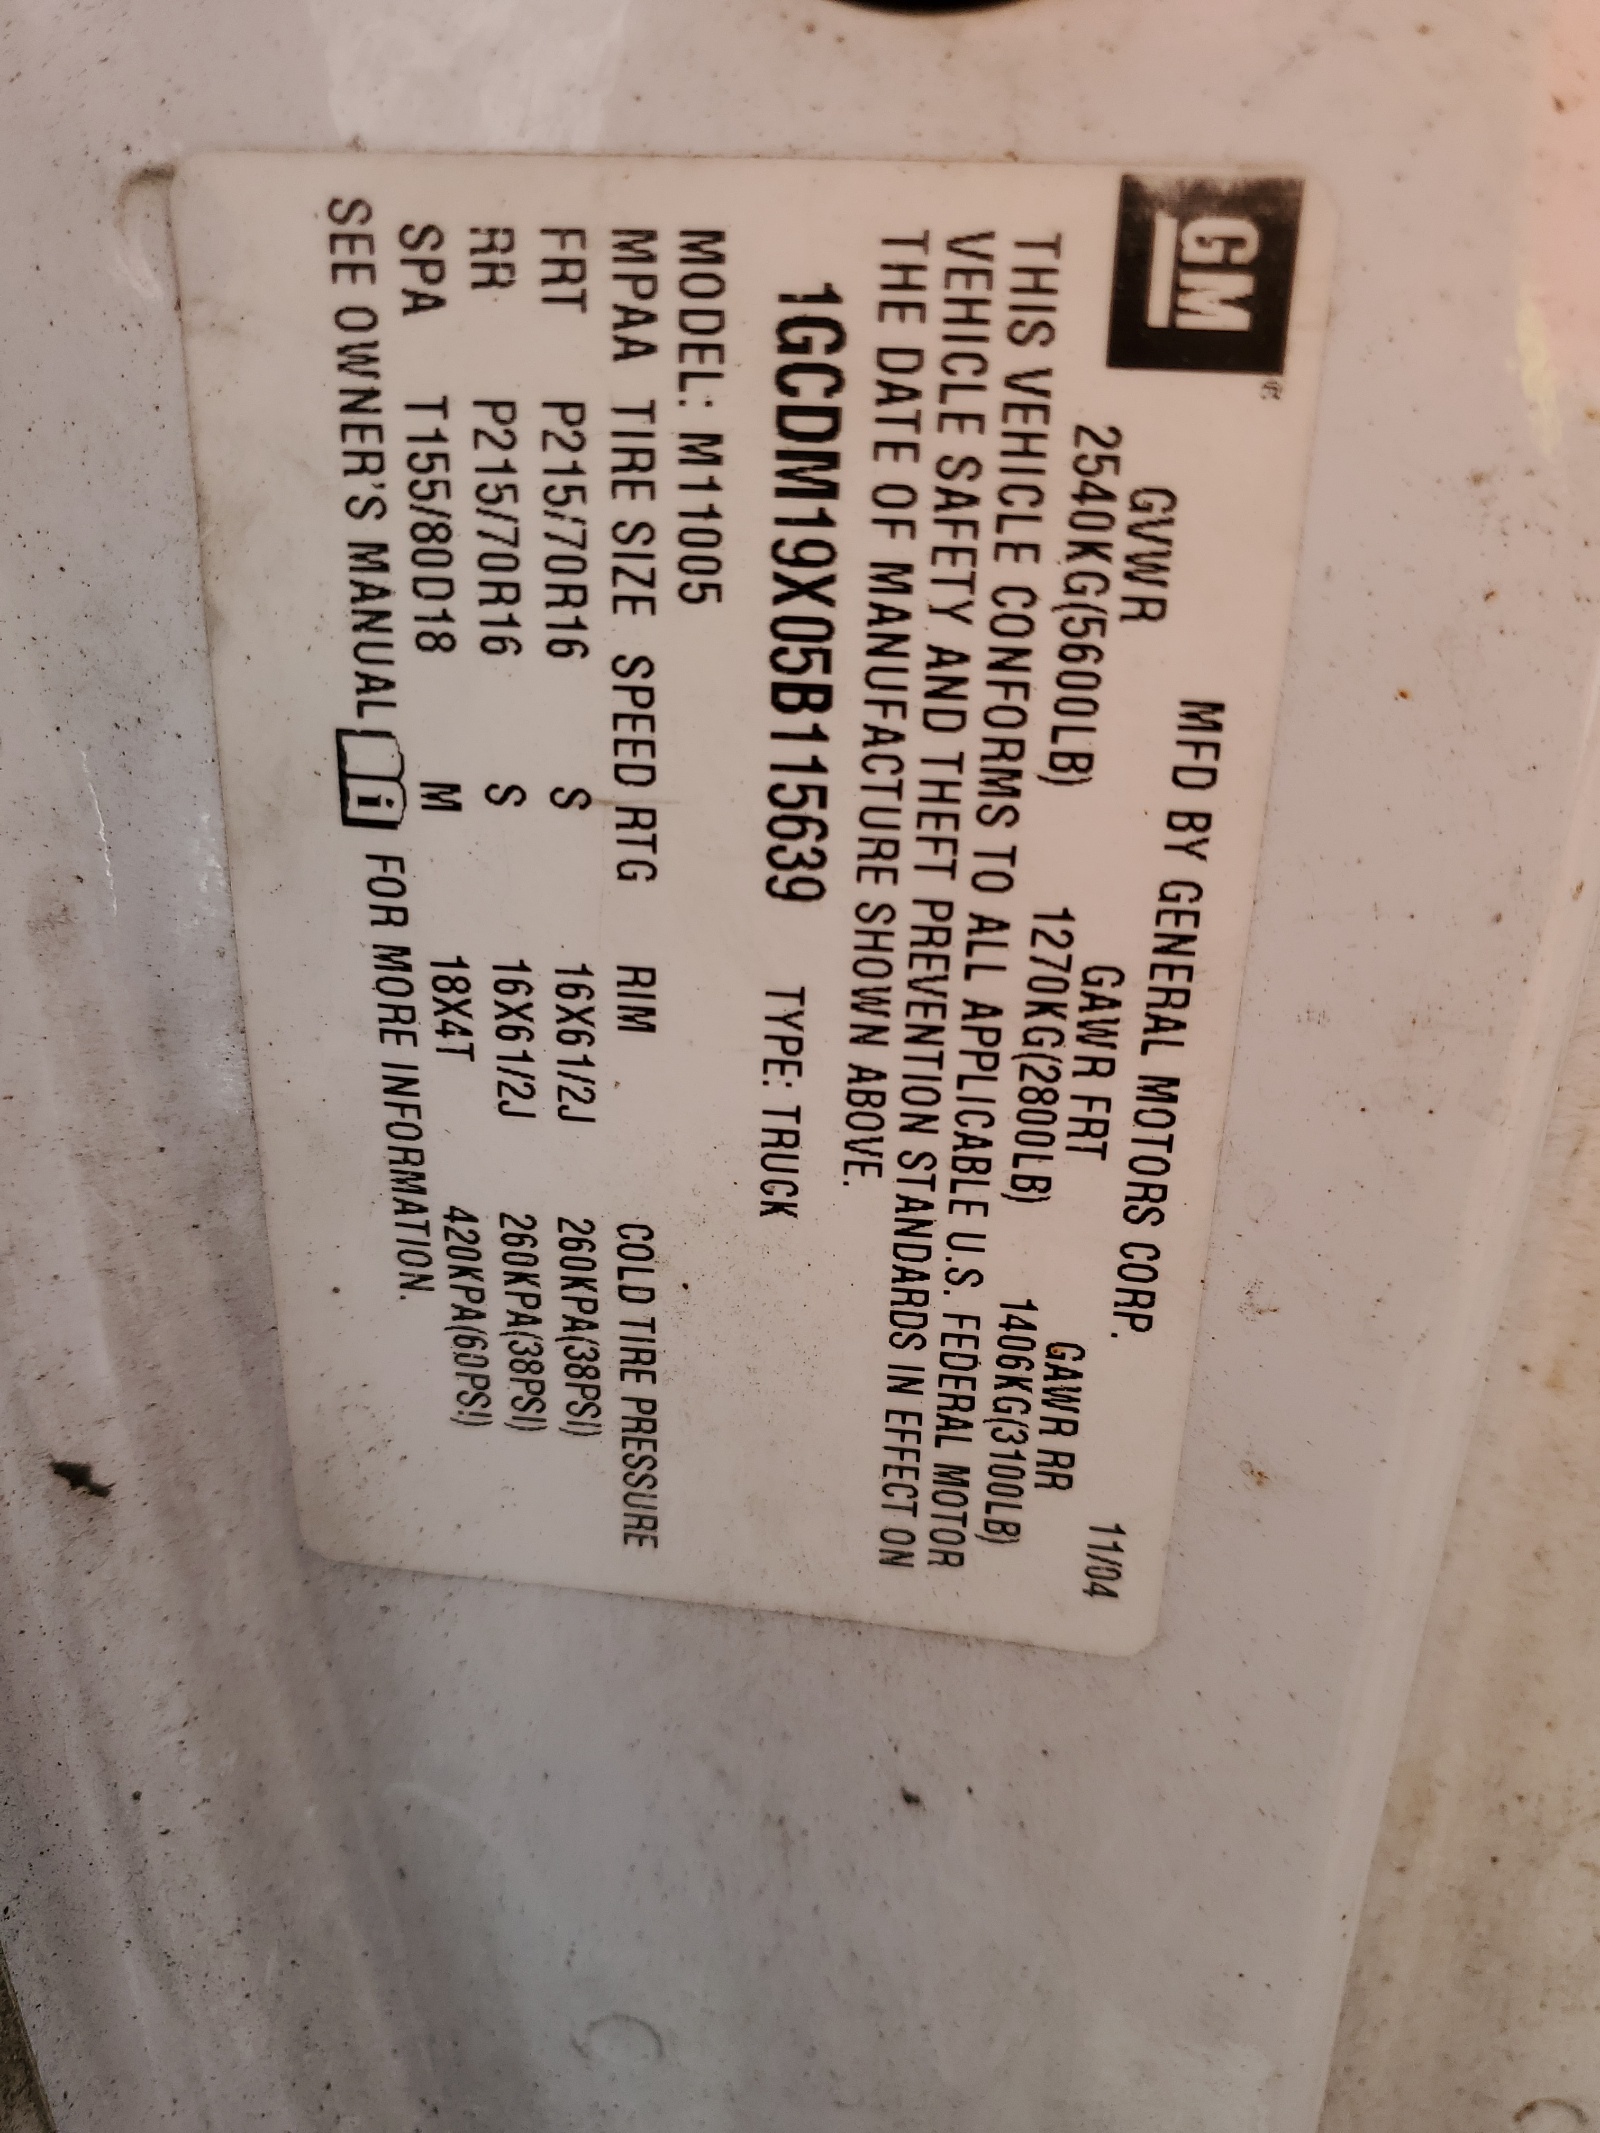 GM®
MFD BY GENERAL MOTORS CORP. 11/04
GVWR GAWR FRT GAWR RR
2540KG(5600LB) 1270KG(2800LB) 1406KG(3100LB)
THIS VEHICLE CONFORMS TO ALL APPLICABLE U.S. FEDERAL MOTOR
VEHICLE SAFETY AND THEFT PREVENTION STANDARDS IN EFFECT ON
THE DATE OF MANUFACTURE SHOWN ABOVE.
1GCDM19X05B115639 TYPE: TRUCK
MODEL: M11005
MPAA TIRE SIZE SPEED RTG RIM COLD TIRE PRESSURE
FRT P215/70R16 S 16X61/2J 260KPA(38PSI)
RR P215/70R16 S 16X61/2J 260KPA(38PSI)
SPA T155/80D18 M 18X4T 420KPA(60PSI)
SEE OWNER'S MANUAL i FOR MORE INFORMATION.